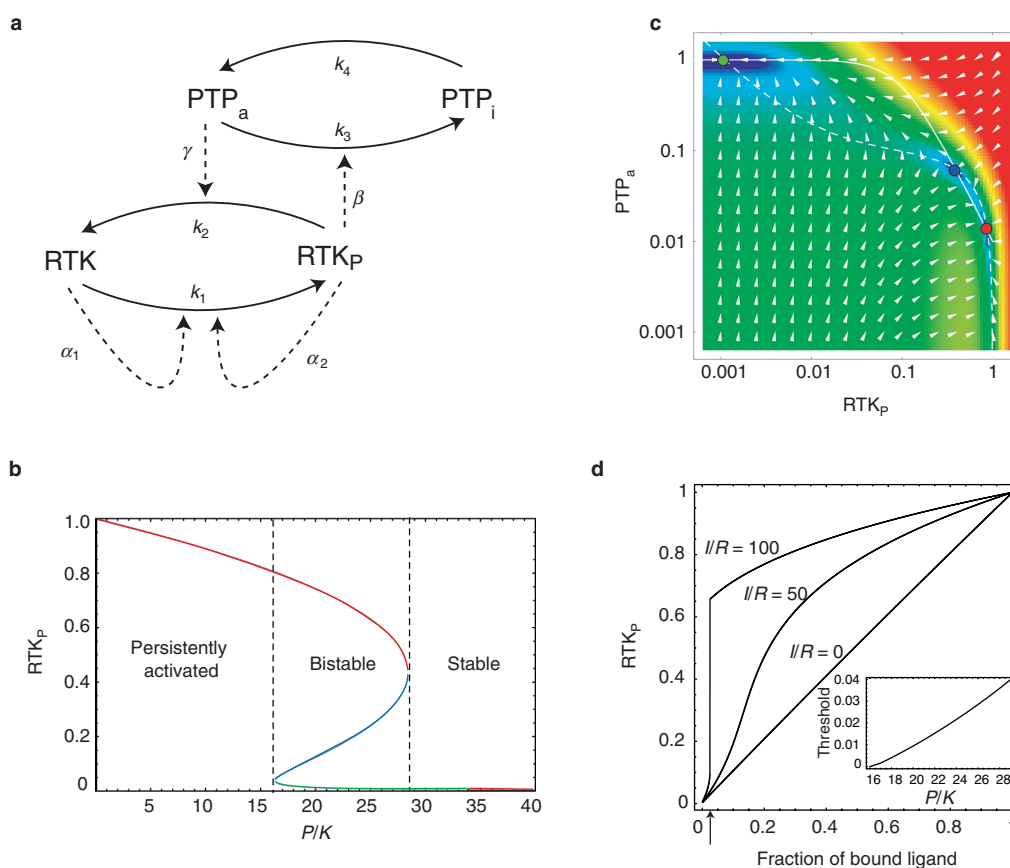 a
k4
PTPa
PTPi
k3
γ
β
k2
RTK
RTKP
k1
α1
α2
b
1.0
0.8
0.6
0.4
0.2
0
RTKP
Persistently
activated
Bistable
Stable
5
10
15
20
25
30
35
40
P/K
c
1
0.1
0.01
0.001
PTPa
0.001
0.01
0.1
1
RTKP
d
1
0.8
0.6
0.4
0.2
0
RTKP
I/R = 100
I/R = 50
I/R = 0
0.04
0.03
0.02
0.01
0
Threshold
16 18 20 22 24 26 28
P/K
0 0.2 0.4 0.6 0.8 1
Fraction of bound ligand